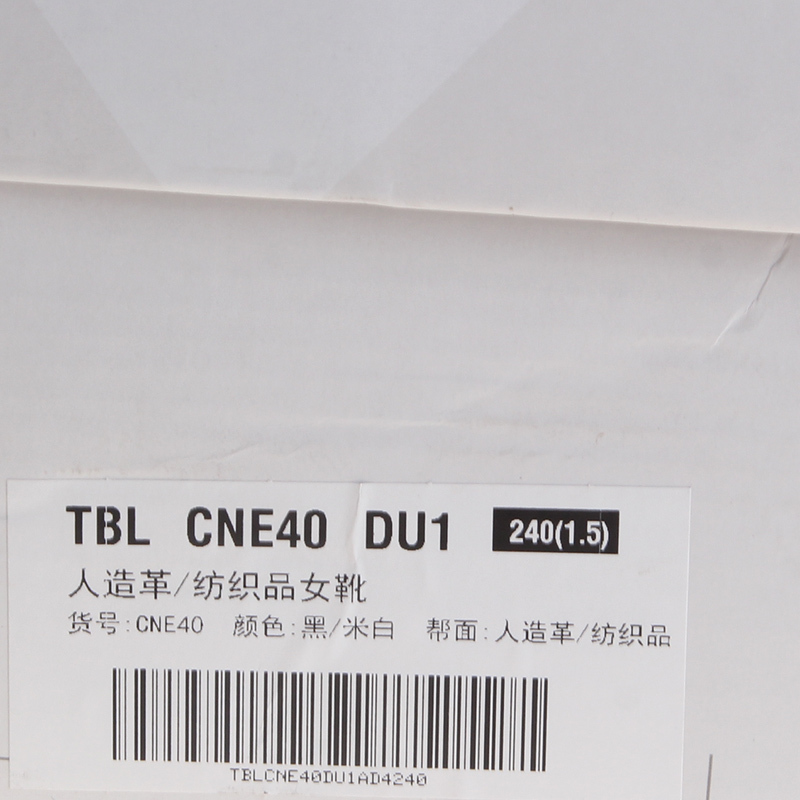 TBL CNE40 DU1 240(1.5)
人造革/纺织品女靴
货号:CNE40 颜色:黑/米白 帮面:人造革/纺织品
TBLCNE40DU1AD4240